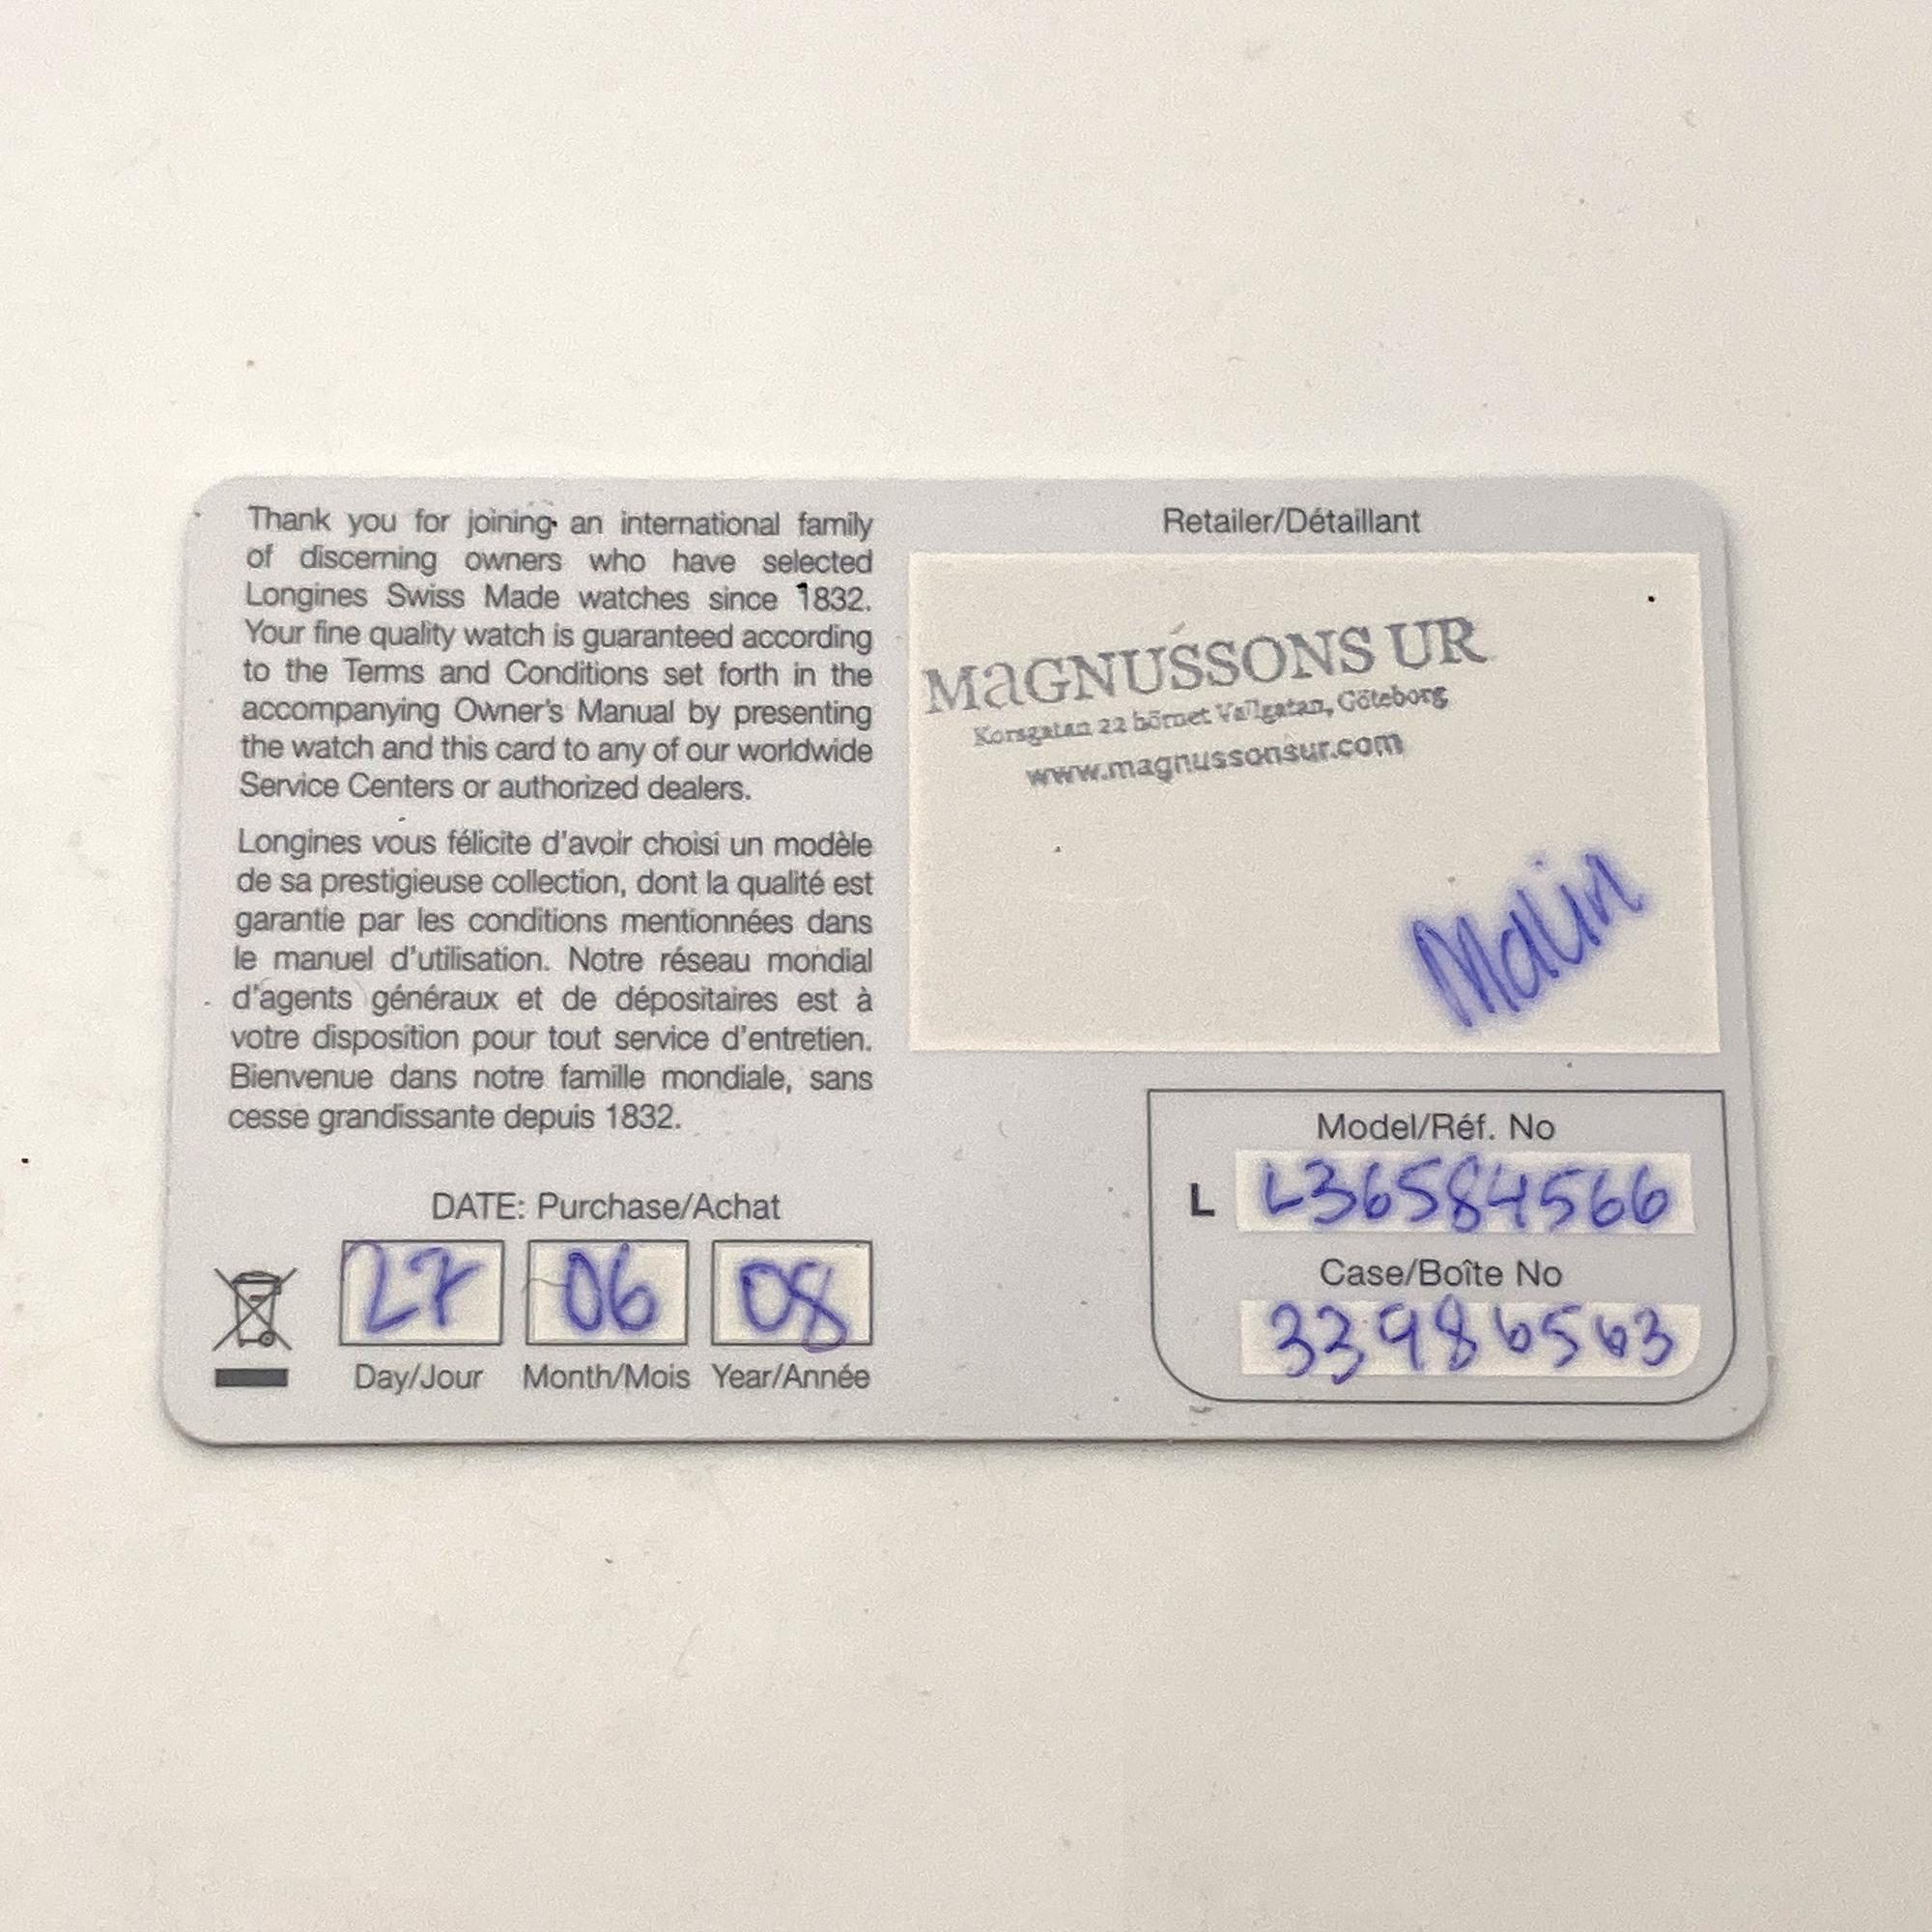 Thank you for joining an international family
of discerning owners who have selected
Longines Swiss Made watches since 1832.
Your fine quality watch is guaranteed according
to the Terms and Conditions set forth in the
accompanying Owner's Manual by presenting
the watch and this card to any of our worldwide
Service Centers or authorized dealers.
Longines vous félicite d'avoir choisi un modèle
de sa prestigieuse collection, dont la qualité est
garantie par les conditions mentionnées dans
le manuel d'utilisation. Notre réseau mondial
d'agents généraux et de dépositaires est à
votre disposition pour tout service d'entretien.
Bienvenue dans notre famille mondiale, sans
cesse grandissante depuis 1832.
DATE: Purchase/Achat
27 06 08
Day/Jour Month/Mois Year/Année
Retailer/Détaillant
MaGNUSSONS UR
Korsgatan 22 hörnet Vallgatan, Göteborg
www.magnussonsur.com
Malin
Model/Réf. No
L L36584566
Case/Boîte No
33986563